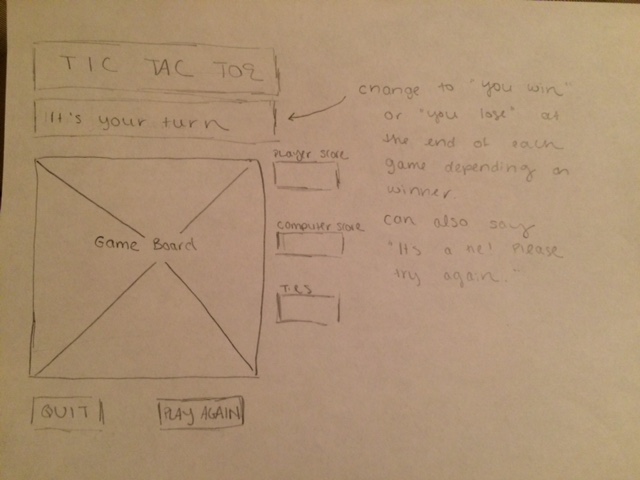 TIC TAC TOE
It's your turn
change to "you win"
or "you lose" at
the end of each
game depending on
winner.
can also say
"It's a tie! Please
try again."
Player score
Computer score
Ties
Game Board
QUIT
PLAY AGAIN